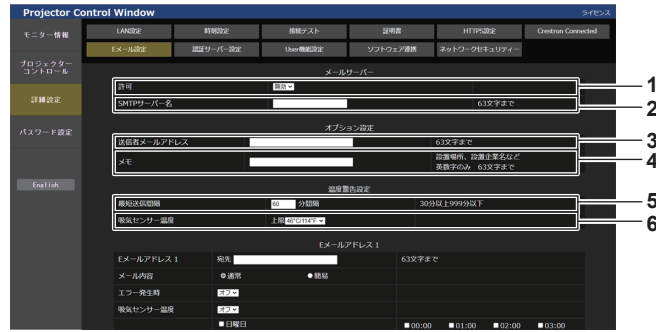 Projector Control Window
ライセンス
モニター情報
プロジェクター
コントロール
詳細設定
パスワード設定
English
LAN設定 時刻設定 接続テスト 証明書 HTTPS設定 Crestron Connected
Eメール設定 認証サーバー設定 User機能設定 ソフトウェア連携 ネットワークセキュリティー
メールサーバー
許可 無効 1
SMTPサーバー名 63文字まで 2
オプション設定
送信者メールアドレス 63文字まで 3
メモ 設置場所、設置企業名など
英数字のみ 63文字まで 4
温度警告設定
最短送信間隔 60 分間隔 30分以上999分以下 5
吸気センサー温度 上限 46°C/114°F 6
Eメールアドレス 1
Eメールアドレス 1 宛先 63文字まで
メール内容 通常 簡易
エラー発生時 オフ
吸気センサー温度 オフ
日曜日 00:00 01:00 02:00 03:00